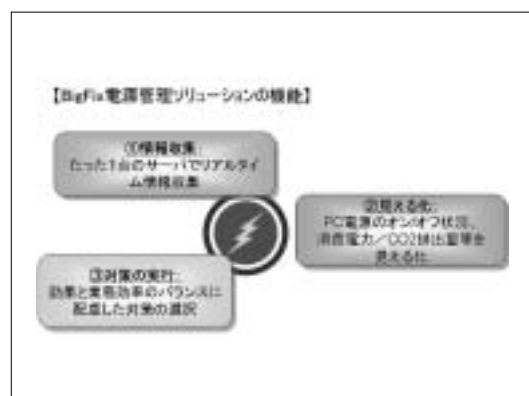 【BigFix電源管理ソリューションの機能】
①情報収集:
たった1台のサーバでリアルタイ
ム情報収集
②見える化:
PC電源のオン/オフ状況、
消費電力/CO2排出量等を
見える化
③対策の実行:
効果と業務効率のバランスに
配慮した対策の選択